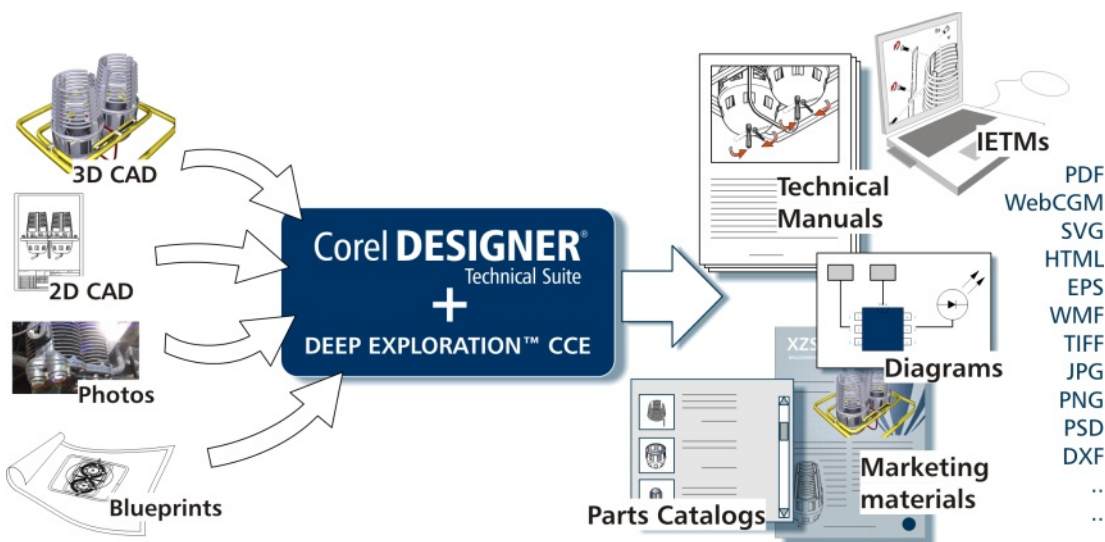 3D CAD
2D CAD
Photos
Blueprints
Corel DESIGNER®
Technical Suite
+
DEEP EXPLORATION™ CCE
Technical
Manuals
IETMs
Diagrams
XZS
Parts Catalogs
Marketing
materials
PDF
WebCGM
SVG
HTML
EPS
WMF
TIFF
JPG
PNG
PSD
DXF
..
..